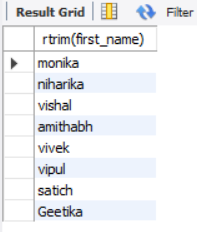 Result Grid Filter
rtrim(first_name)
monika
niharika
vishal
amithabh
vivek
vipul
satich
Geetika